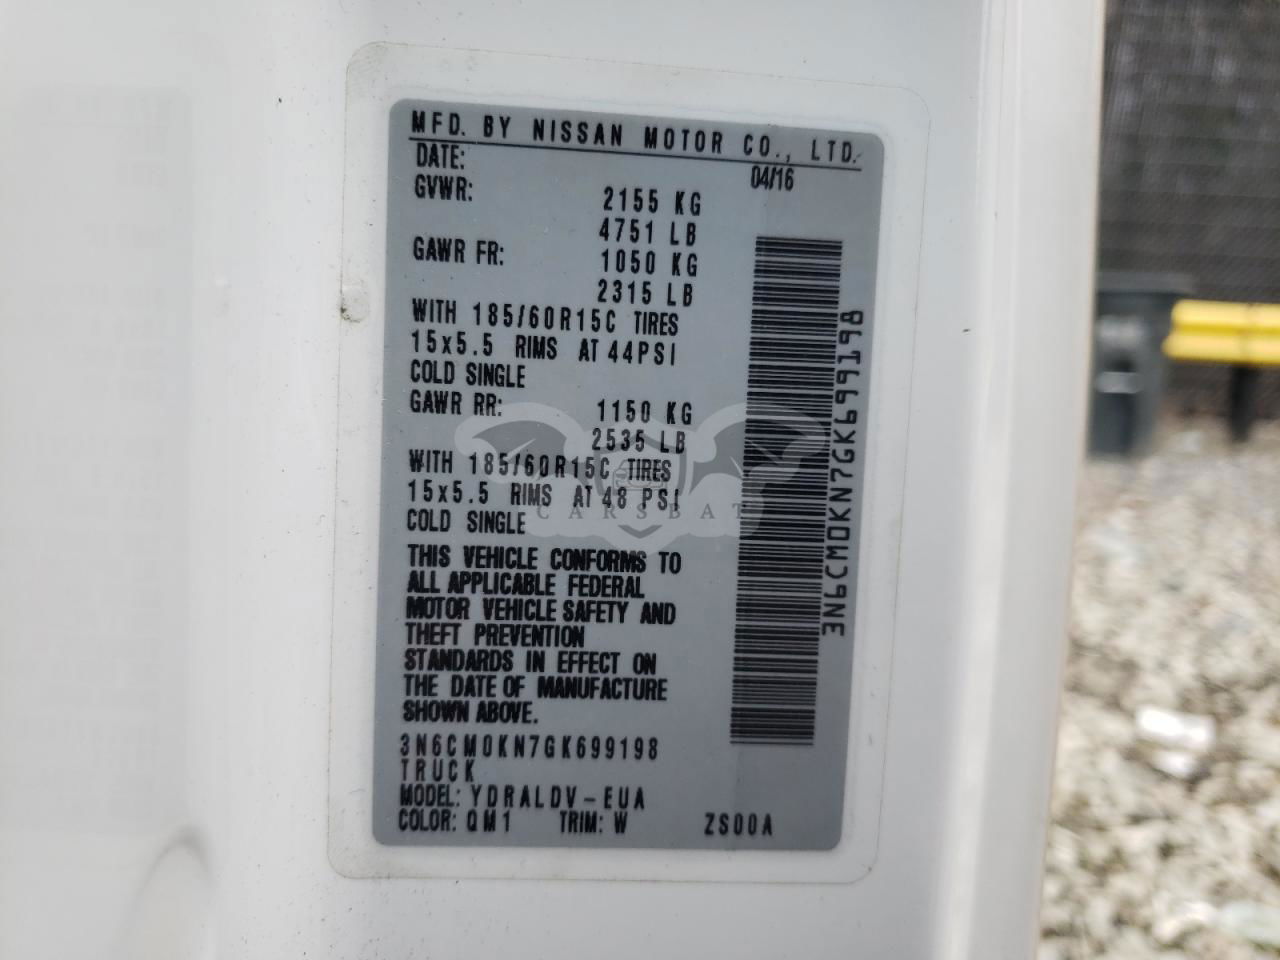 MFD. BY NISSAN MOTOR CO., LTD.
DATE: 04/16
GVWR: 2155 KG
4751 LB
GAWR FR: 1050 KG
2315 LB
WITH 185/60R15C TIRES
15x5.5 RIMS AT 44PSI
COLD SINGLE
GAWR RR: 1150 KG
2535 LB
WITH 185/60R15C TIRES
15x5.5 RIMS AT 48 PSI
CARSBAT
COLD SINGLE
THIS VEHICLE CONFORMS TO
ALL APPLICABLE FEDERAL
MOTOR VEHICLE SAFETY AND
THEFT PREVENTION
STANDARDS IN EFFECT ON
THE DATE OF MANUFACTURE
SHOWN ABOVE.
3N6CM0KN7GK699198
TRUCK
MODEL: YDRALDV-EUA
COLOR: QM1 TRIM: W ZS00A
3N6CM0KN7GK699198